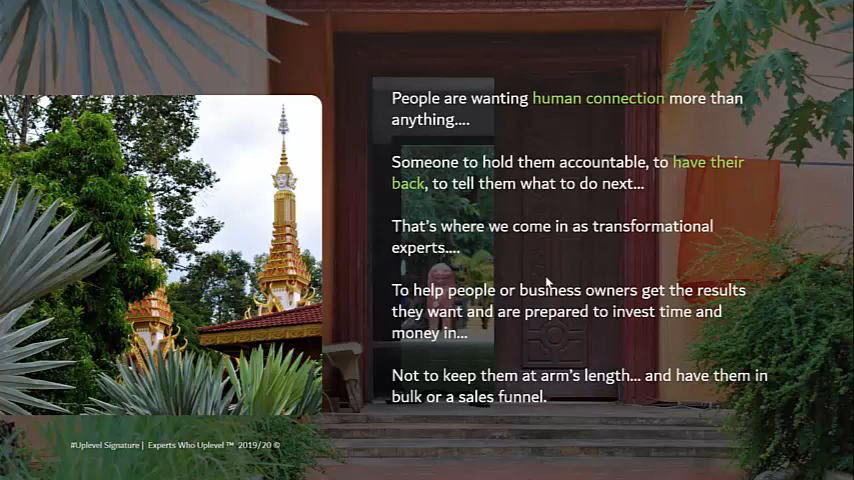 People are wanting human connection more than
anything....
Someone to hold them accountable, to have their
back, to tell them what to do next...
That's where we come in as transformational
experts....
To help people or business owners get the results
they want and are prepared to invest time and
money in...
Not to keep them at arm's length... and have them in
bulk or a sales funnel.
#Uplevel Signature | Experts Who Uplevel ™ 2019/20 ©